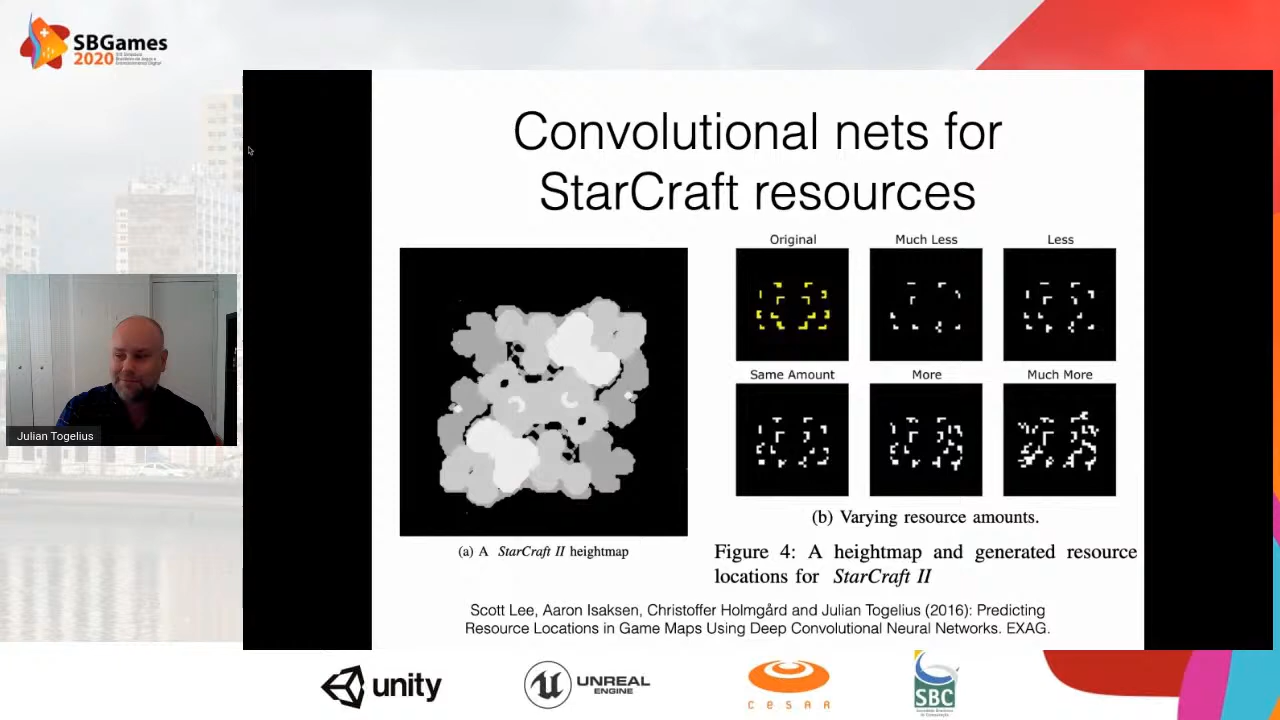 SBGames
2020
Convolutional nets for
StarCraft resources
Original
Much Less
Less
Same Amount
More
Much More
(b) Varying resource amounts.
(a) A StarCraft II heightmap
Figure 4: A heightmap and generated resource
locations for StarCraft II
Scott Lee, Aaron Isaksen, Christoffer Holmgård and Julian Togelius (2016): Predicting
Resource Locations in Game Maps Using Deep Convolutional Neural Networks. EXAG.
Julian Togelius
unity
UNREAL
ENGINE
CESAR
SBC